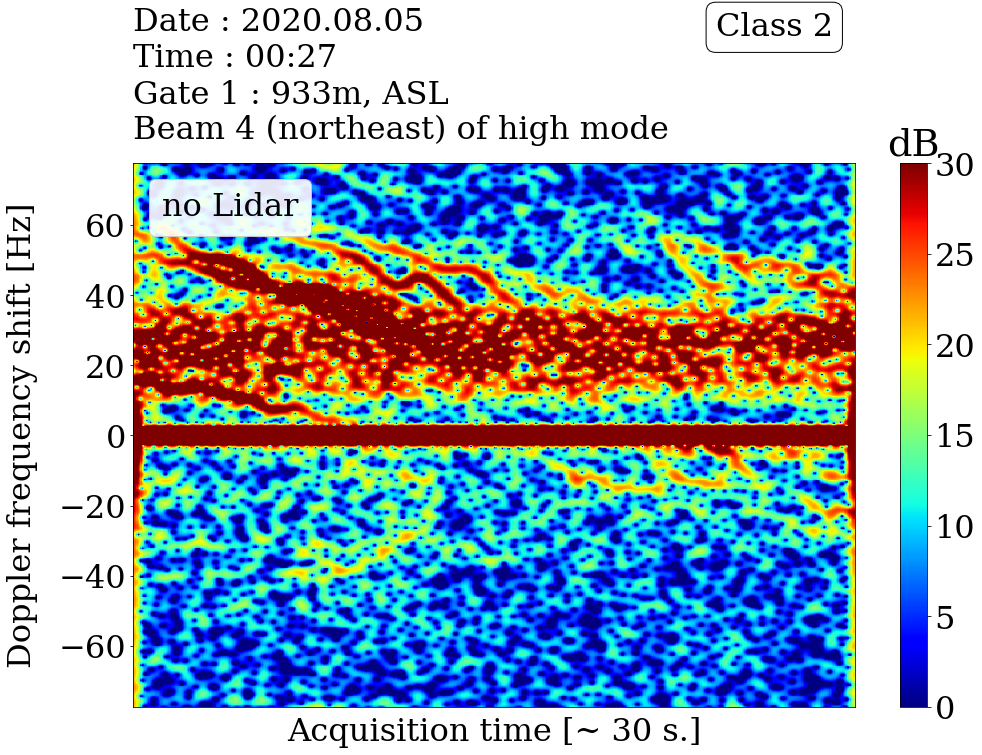 Date : 2020.08.05
Time : 00:27
Gate 1 : 933m, ASL
Beam 4 (northeast) of high mode
Class 2
no Lidar
dB
30
25
20
15
10
5
0
Doppler frequency shift [Hz]
60
40
20
0
−20
−40
−60
Acquisition time [~ 30 s.]